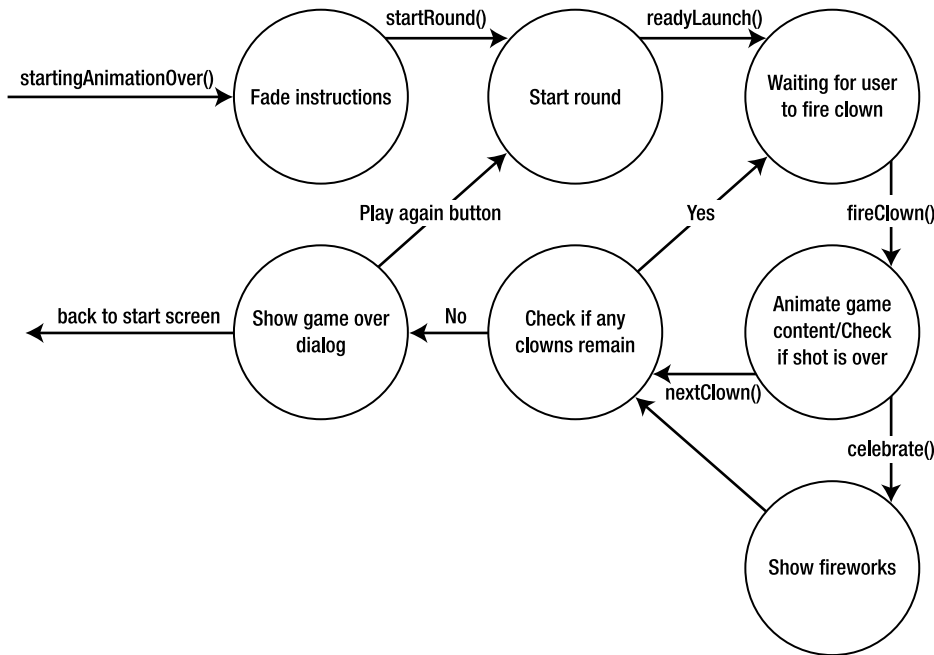 startRound()
readyLaunch()
startingAnimationOver()
Fade instructions
Start round
Waiting for user
to fire clown
Play again button
Yes
fireClown()
back to start screen
Show game over
dialog
No
Check if any
clowns remain
Animate game
content/Check
if shot is over
nextClown()
celebrate()
Show fireworks